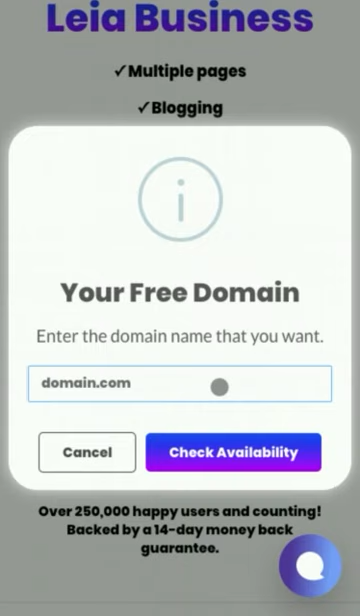 Leia Business
✓Multiple pages
✓Blogging
Your Free Domain
Enter the domain name that you want.
domain.com
Cancel
Check Availability
Over 250,000 happy users and counting!
Backed by a 14-day money back
guarantee.